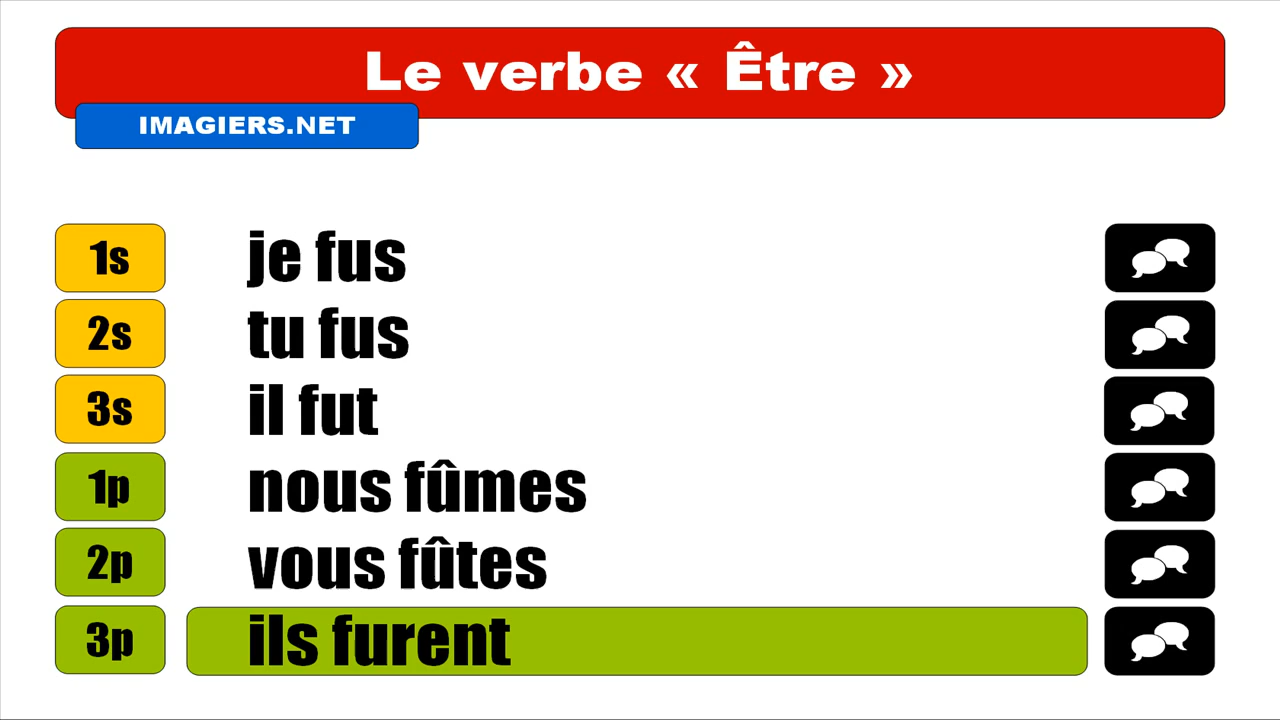 Le verbe « Être »
IMAGIERS.NET
1s je fus
2s tu fus
3s il fut
1p nous fûmes
2p vous fûtes
3p ils furent